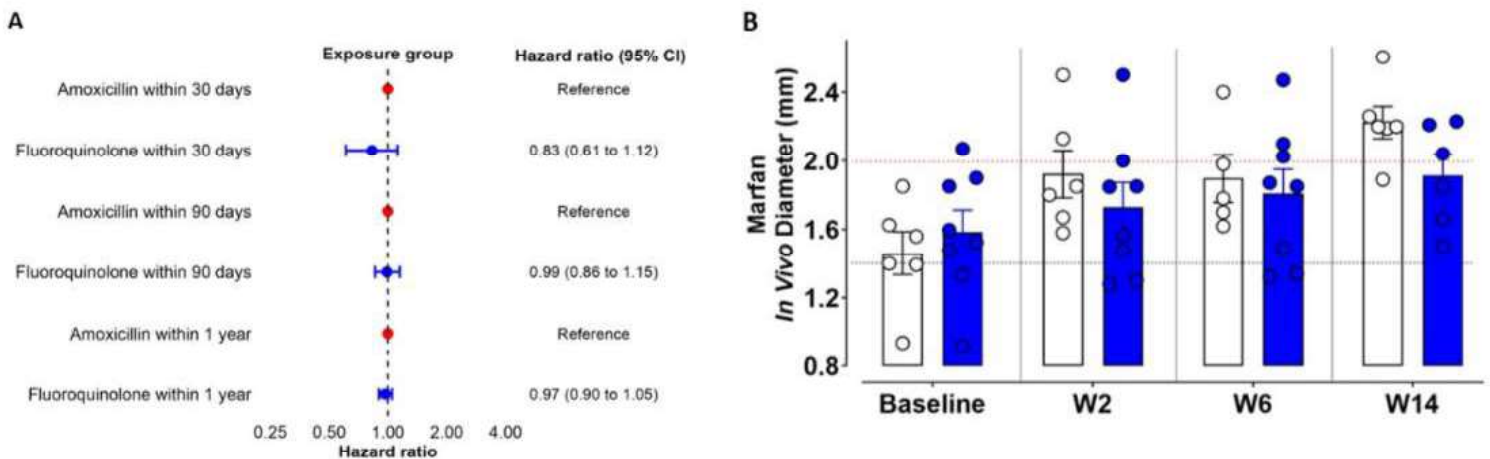 A
Exposure group Hazard ratio (95% CI)
Amoxicillin within 30 days Reference
Fluoroquinolone within 30 days 0.83 (0.61 to 1.12)
Amoxicillin within 90 days Reference
Fluoroquinolone within 90 days 0.99 (0.86 to 1.15)
Amoxicillin within 1 year Reference
Fluoroquinolone within 1 year 0.97 (0.90 to 1.05)
0.25 0.50 1.00 2.00 4.00
Hazard ratio
B
Marfan
In Vivo Diameter (mm)
2.4
2.0
1.6
1.2
0.8
Baseline W2 W6 W14